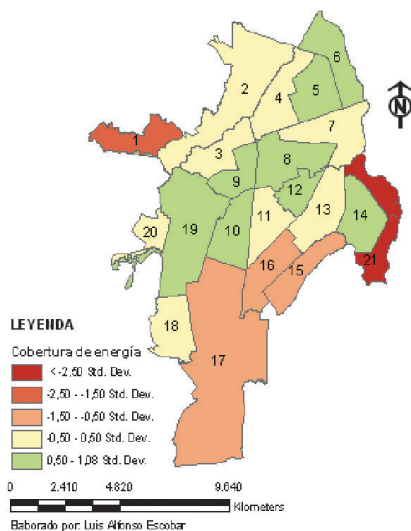 6
2
5
4
7
1
3
8
9
12
14
13
11
20
19
10
16
15
21
18
17
N
LEYENDA
Cobertura de energía
< -2,50 Std. Dev.
-2,50 - -1,50 Std. Dev.
-1,50 - -0,50 Std. Dev.
-0,50 - 0,50 Std. Dev.
0,50 - 1,08 Std. Dev.
0 2.410 4.820 9.640
Kilometers
Elaborado por: Luis Alfonso Escobar